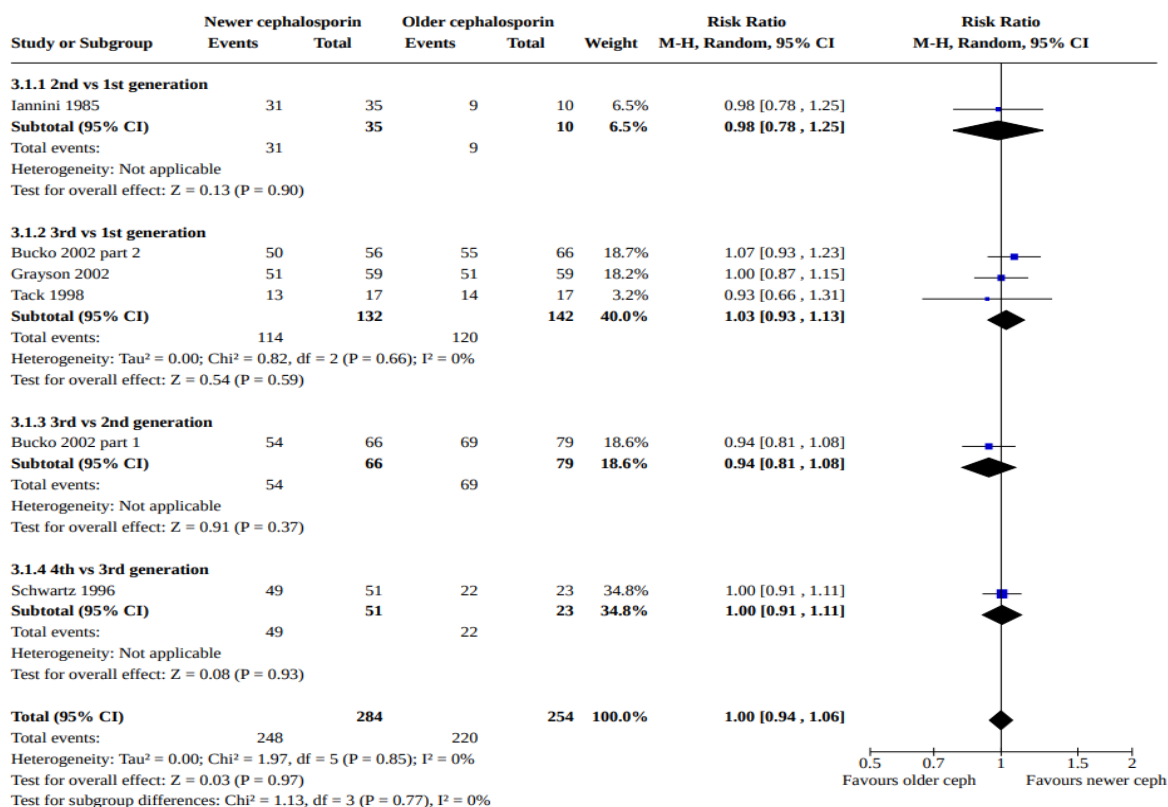 Newer cephalosporin Older cephalosporin Risk Ratio Risk Ratio
Study or Subgroup Events Total Events Total Weight M-H, Random, 95% CI M-H, Random, 95% CI
3.1.1 2nd vs 1st generation
Iannini 1985 31 35 9 10 6.5% 0.98 [0.78 , 1.25]
Subtotal (95% CI) 35 10 6.5% 0.98 [0.78 , 1.25]
Total events: 31 9
Heterogeneity: Not applicable
Test for overall effect: Z = 0.13 (P = 0.90)
3.1.2 3rd vs 1st generation
Bucko 2002 part 2 50 56 55 66 18.7% 1.07 [0.93 , 1.23]
Grayson 2002 51 59 51 59 18.2% 1.00 [0.87 , 1.15]
Tack 1998 13 17 14 17 3.2% 0.93 [0.66 , 1.31]
Subtotal (95% CI) 132 142 40.0% 1.03 [0.93 , 1.13]
Total events: 114 120
Heterogeneity: Tau² = 0.00; Chi² = 0.82, df = 2 (P = 0.66); I² = 0%
Test for overall effect: Z = 0.54 (P = 0.59)
3.1.3 3rd vs 2nd generation
Bucko 2002 part 1 54 66 69 79 18.6% 0.94 [0.81 , 1.08]
Subtotal (95% CI) 66 79 18.6% 0.94 [0.81 , 1.08]
Total events: 54 69
Heterogeneity: Not applicable
Test for overall effect: Z = 0.91 (P = 0.37)
3.1.4 4th vs 3rd generation
Schwartz 1996 49 51 22 23 34.8% 1.00 [0.91 , 1.11]
Subtotal (95% CI) 51 23 34.8% 1.00 [0.91 , 1.11]
Total events: 49 22
Heterogeneity: Not applicable
Test for overall effect: Z = 0.08 (P = 0.93)
Total (95% CI) 284 254 100.0% 1.00 [0.94 , 1.06]
Total events: 248 220
Heterogeneity: Tau² = 0.00; Chi² = 1.97, df = 5 (P = 0.85); I² = 0%
0.5 0.7 1 1.5 2
Test for overall effect: Z = 0.03 (P = 0.97)
Favours older ceph Favours newer ceph
Test for subgroup differences: Chi² = 1.13, df = 3 (P = 0.77), I² = 0%